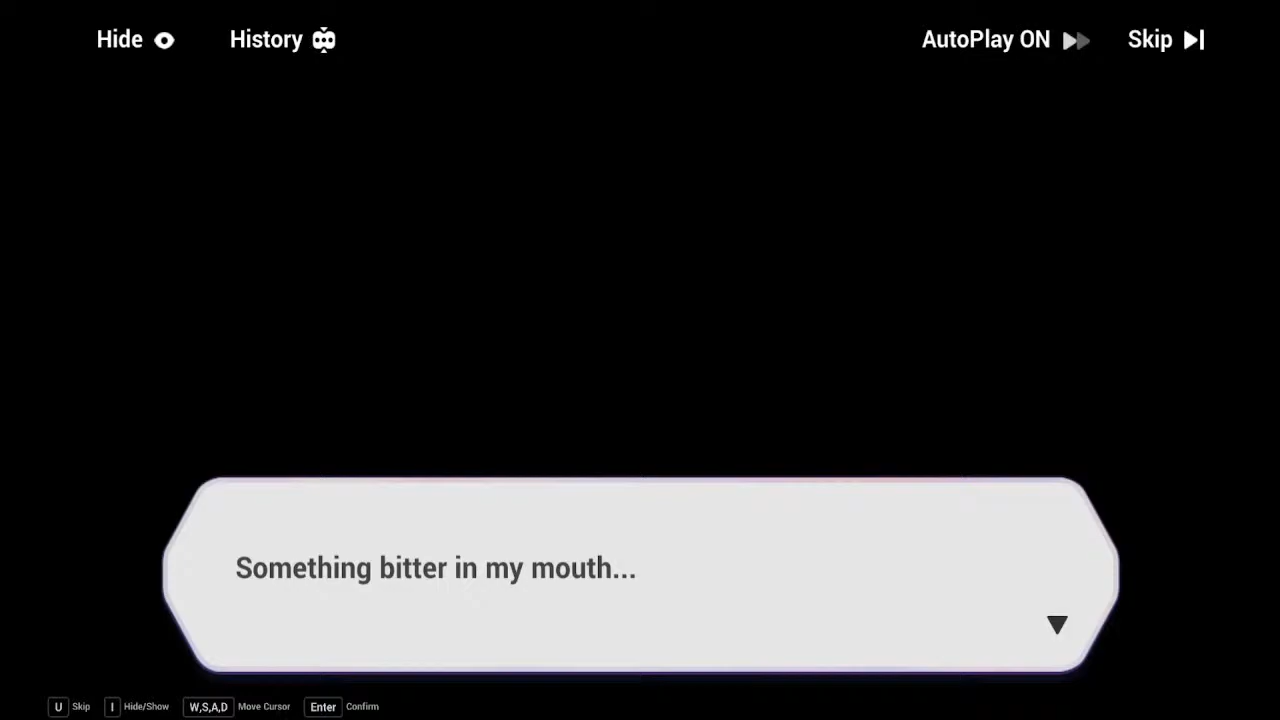 Hide
History
AutoPlay ON
Skip
Something bitter in my mouth...
U Skip
I Hide/Show
W,S,A,D Move Cursor
Enter Confirm